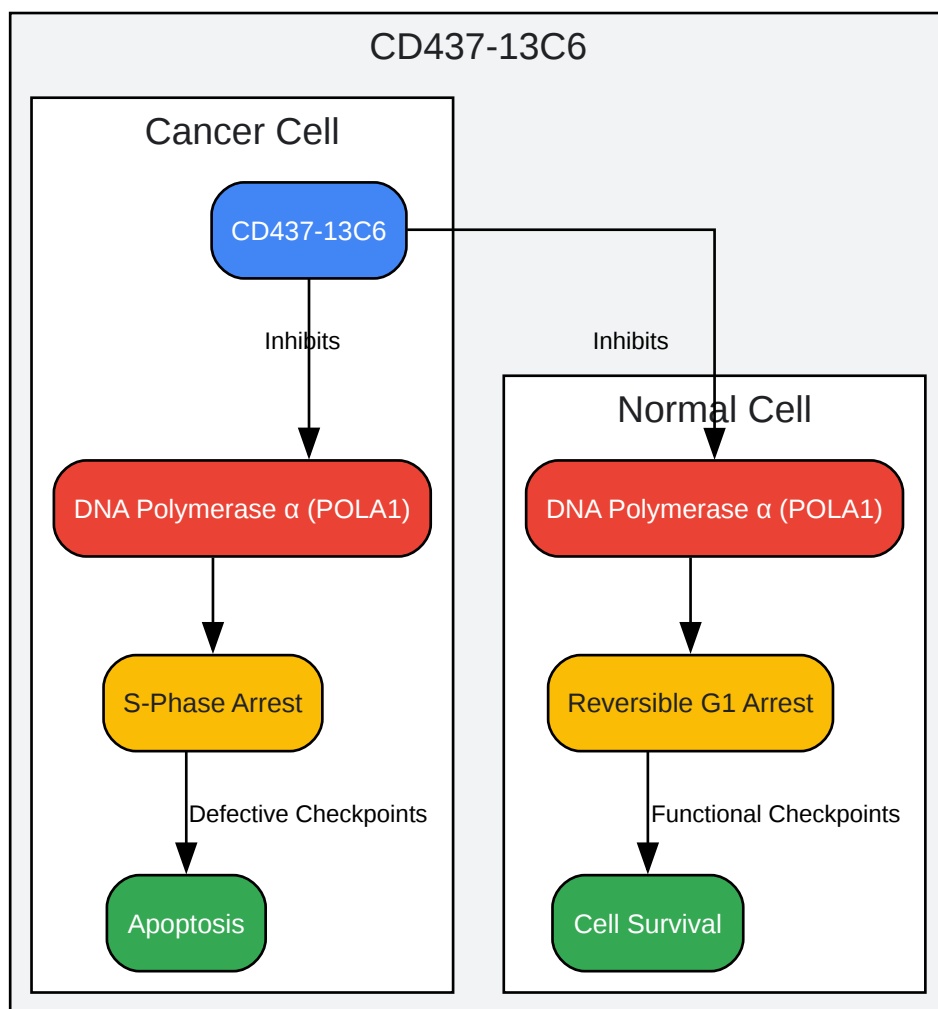 CD437-13C6
Cancer Cell
CD437-13C6
Inhibits
DNA Polymerase α (POLA1)
S-Phase Arrest
Defective Checkpoints
Apoptosis
Inhibits
Normal Cell
DNA Polymerase α (POLA1)
Reversible G1 Arrest
Functional Checkpoints
Cell Survival